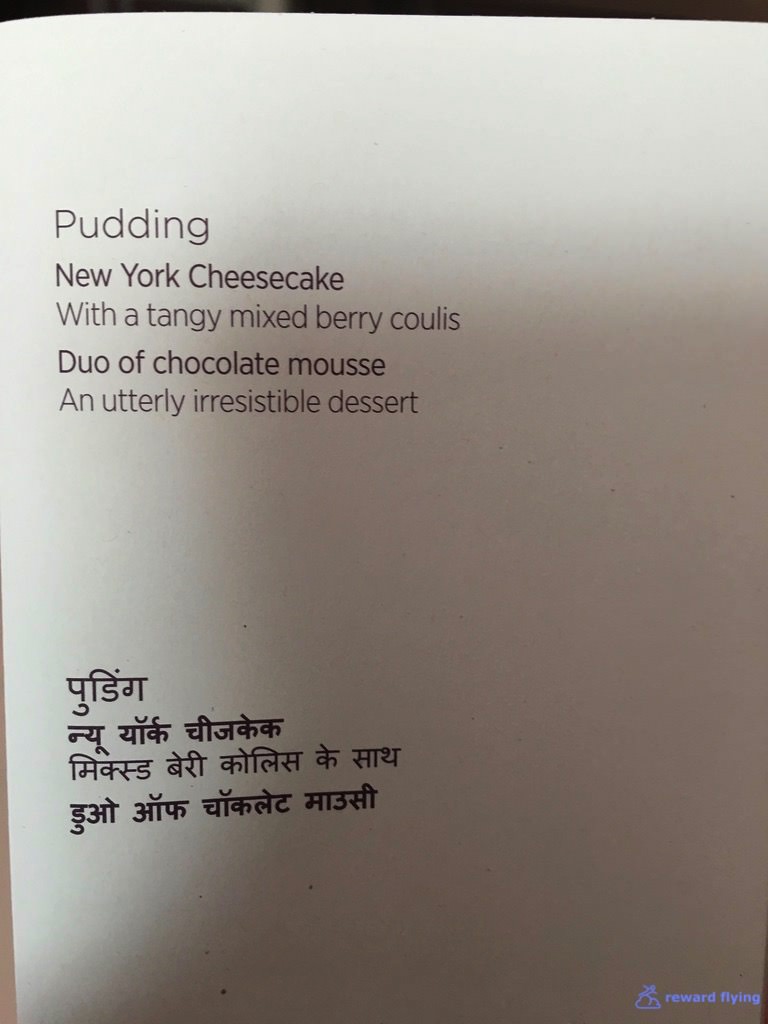 Pudding
New York Cheesecake
With a tangy mixed berry coulis
Duo of chocolate mousse
An utterly irresistible dessert
पुडिंग
न्यू यॉर्क चीजकेक
मिक्स्ड बेरी कोलिस के साथ
डुओ ऑफ चॉकलेट माउसी
reward flying